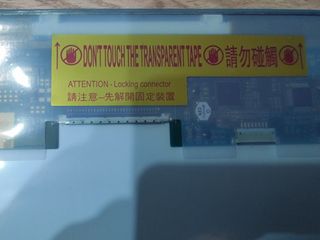 DON'T TOUCH THE TRANSPARENT TAPE 請勿碰觸
ATTENTION - Locking connector
請注意-先解開固定裝置